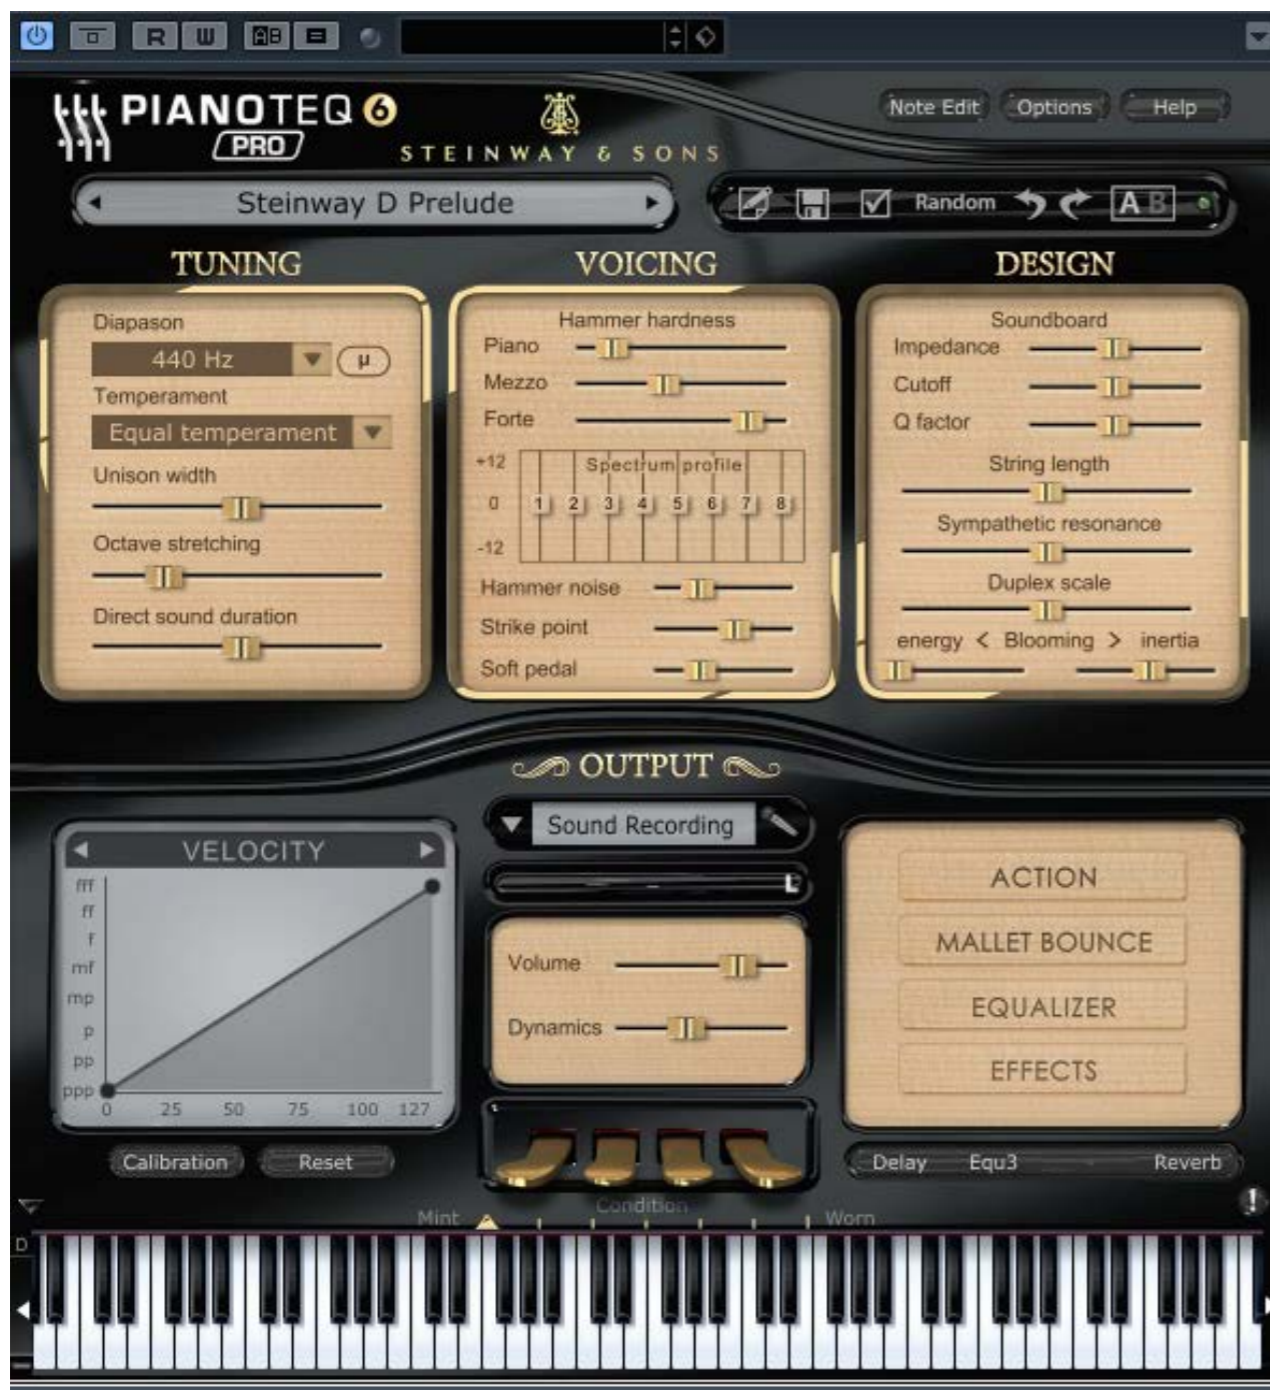 R W AB
PIANOTEQ 6
PRO
STEINWAY & SONS
Note Edit Options Help
Steinway D Prelude
Random A B
TUNING
Diapason
440 Hz µ
Temperament
Equal temperament
Unison width
Octave stretching
Direct sound duration
VOICING
Hammer hardness
Piano
Mezzo
Forte
Spectrum profile
+12
0
-12
1 2 3 4 5 6 7 8
Hammer noise
Strike point
Soft pedal
DESIGN
Soundboard
Impedance
Cutoff
Q factor
String length
Sympathetic resonance
Duplex scale
energy < Blooming > inertia
OUTPUT
VELOCITY
fff
ff
f
mf
mp
p
pp
ppp
0 25 50 75 100 127
Calibration Reset
Sound Recording
L
Volume
Dynamics
ACTION
MALLET BOUNCE
EQUALIZER
EFFECTS
Delay Equ3 Reverb
Mint Condition Worn
!
D